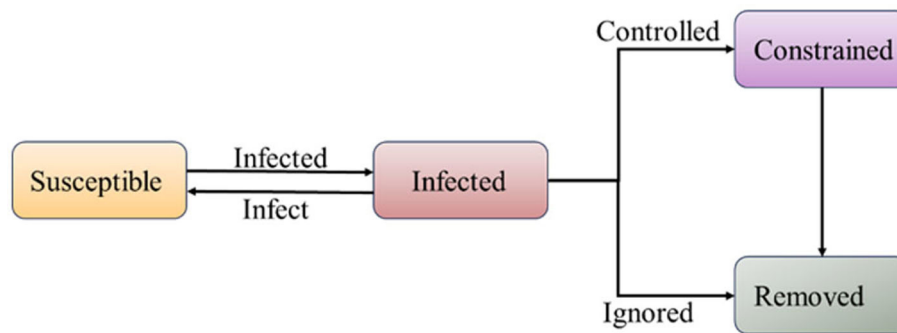 Controlled
Constrained
Susceptible
Infected
Infect
Infected
Ignored
Removed